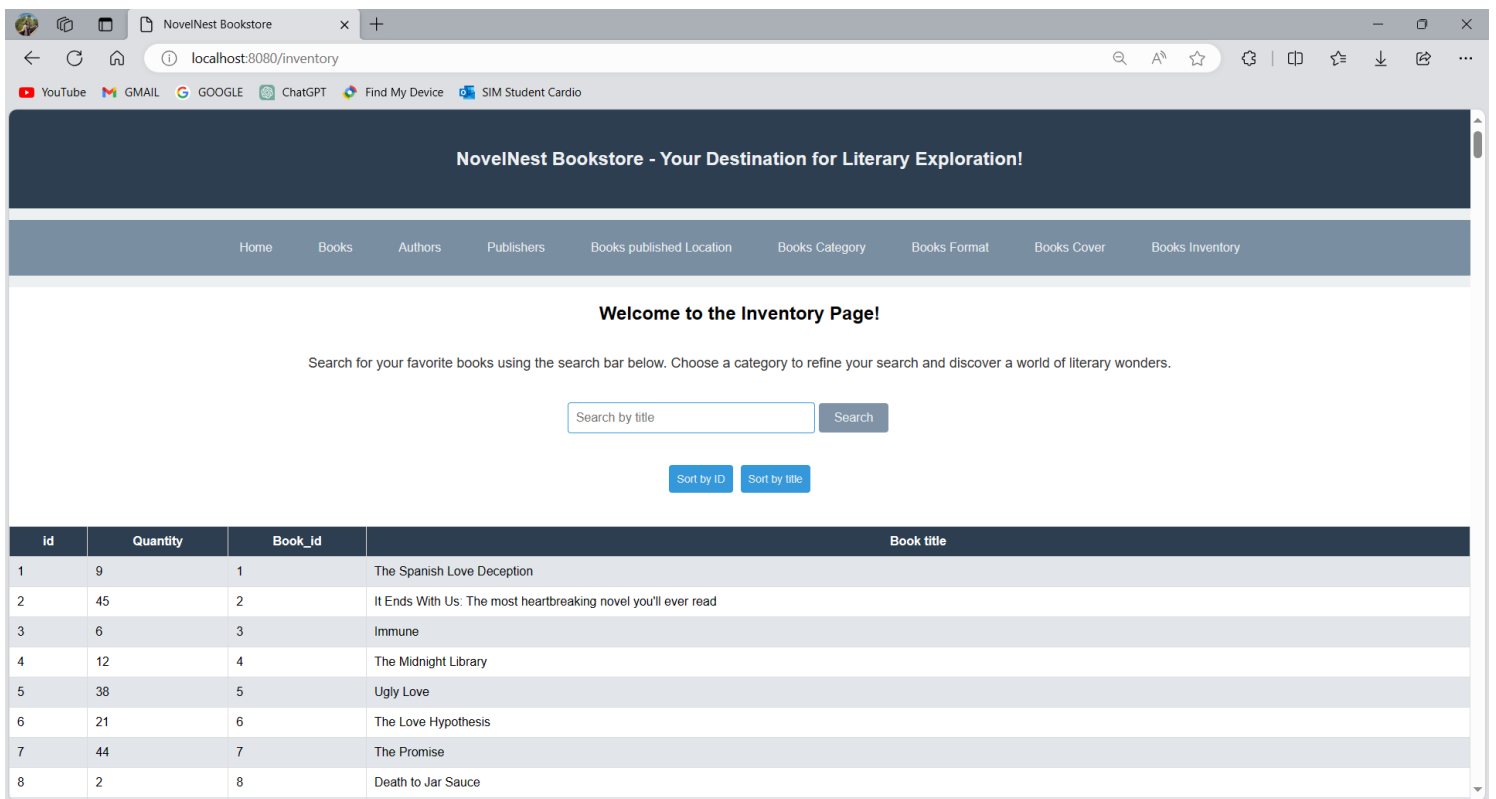 NovelNest Bookstore
localhost:8080/inventory
YouTube GMAIL GOOGLE ChatGPT Find My Device SIM Student Cardio
NovelNest Bookstore - Your Destination for Literary Exploration!
Home Books Authors Publishers Books published Location Books Category Books Format Books Cover Books Inventory
Welcome to the Inventory Page!
Search for your favorite books using the search bar below. Choose a category to refine your search and discover a world of literary wonders.
Search by title Search
Sort by ID Sort by title
id Quantity Book_id Book title
1 9 1 The Spanish Love Deception
2 45 2 It Ends With Us: The most heartbreaking novel you'll ever read
3 6 3 Immune
4 12 4 The Midnight Library
5 38 5 Ugly Love
6 21 6 The Love Hypothesis
7 44 7 The Promise
8 2 8 Death to Jar Sauce